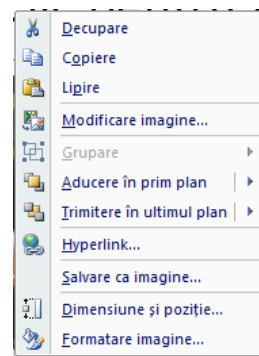 Decupare
Copiere
Lipire
Modificare imagine...
Grupare
Aducere în prim plan
Trimitere în ultimul plan
Hyperlink...
Salvare ca imagine...
Dimensiune și poziție...
Formatare imagine...